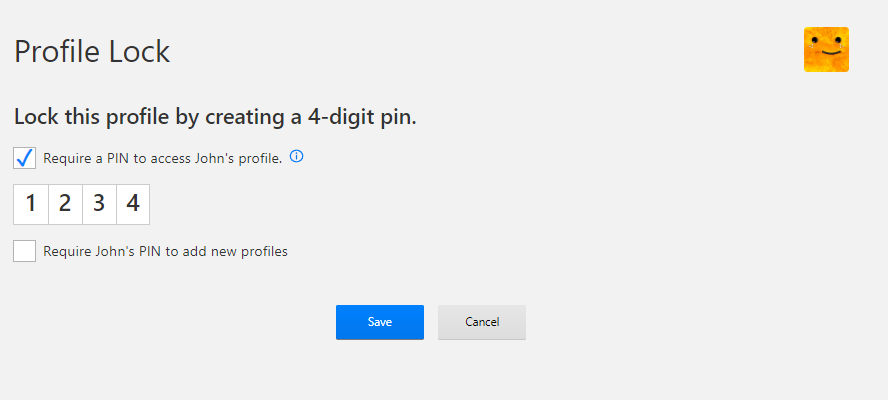 Profile Lock
Lock this profile by creating a 4-digit pin.
Require a PIN to access John's profile.
1 2 3 4
Require John's PIN to add new profiles
Save Cancel